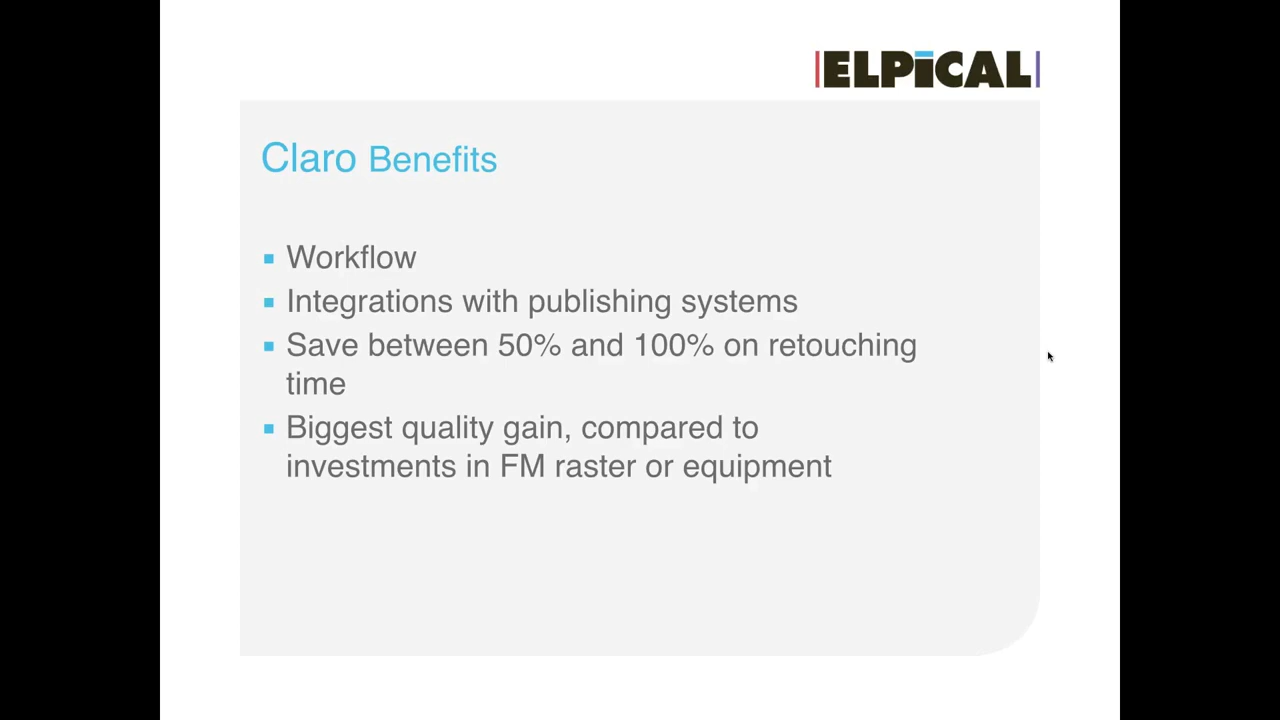 ELPiCAL
Claro Benefits
Workflow
Integrations with publishing systems
Save between 50% and 100% on retouching
time
Biggest quality gain, compared to
investments in FM raster or equipment